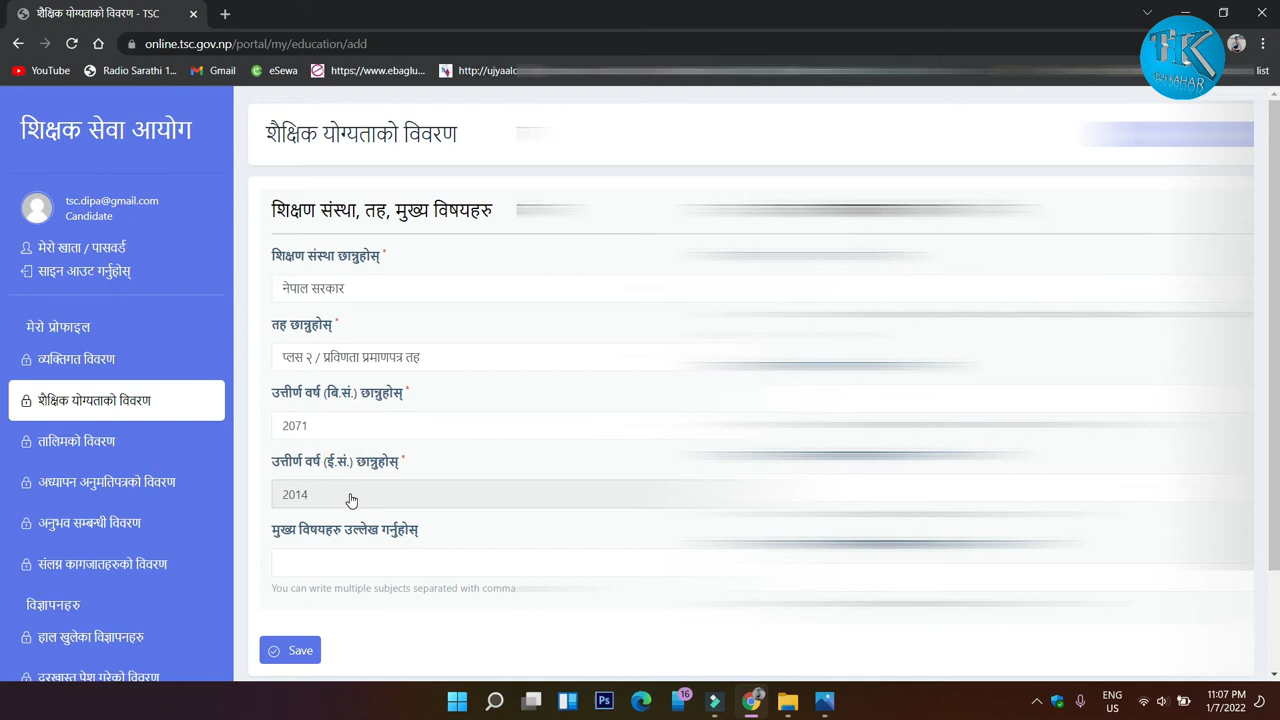 शैक्षिक योग्यताको विवरण - TSC
online.tsc.gov.np/portal/my/education/add
YouTube
Radio Sarathi 1...
Gmail
eSewa
https://www.ebaglu...
http://ujyaalo
list
TK
शिक्षक सेवा आयोग
tsc.dipa@gmail.com
Candidate
मेरो खाता / पासवर्ड
साइन आउट गर्नुहोस्
मेरो प्रोफाइल
व्यक्तिगत विवरण
शैक्षिक योग्यताको विवरण
तालिमको विवरण
अध्यापन अनुमतिपत्रको विवरण
अनुभव सम्बन्धी विवरण
संलग्न कागजातहरुको विवरण
विज्ञापनहरु
हाल खुलेका विज्ञापनहरु
दरखास्त पेश गरेको विवरण
शैक्षिक योग्यताको विवरण
शिक्षण संस्था, तह, मुख्य विषयहरु
शिक्षण संस्था छान्नुहोस् *
नेपाल सरकार
तह छान्नुहोस् *
प्लस २ / प्रविणता प्रमाणपत्र तह
उत्तीर्ण वर्ष (बि.सं.) छान्नुहोस् *
2071
उत्तीर्ण वर्ष (ई.सं.) छान्नुहोस् *
2014
मुख्य विषयहरु उल्लेख गर्नुहोस्
You can write multiple subjects separated with comma
Save
Ps
16
ENG
US
11:07 PM
1/7/2022